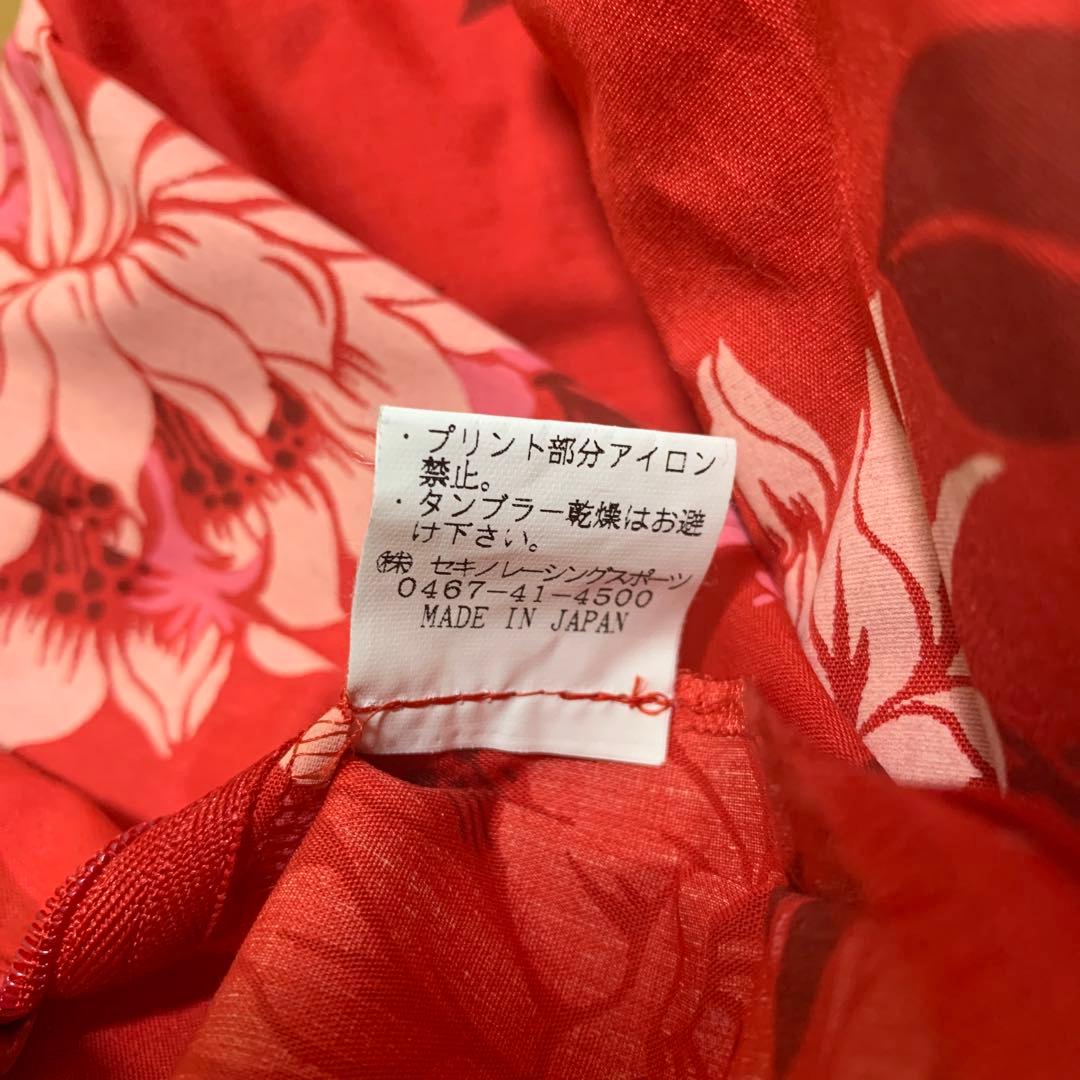 ・プリント部分アイロン
禁止。
・タンブラー乾燥はお避
け下さい。
㈱ セキノレーシングスポーツ
0467-41-4500
MADE IN JAPAN